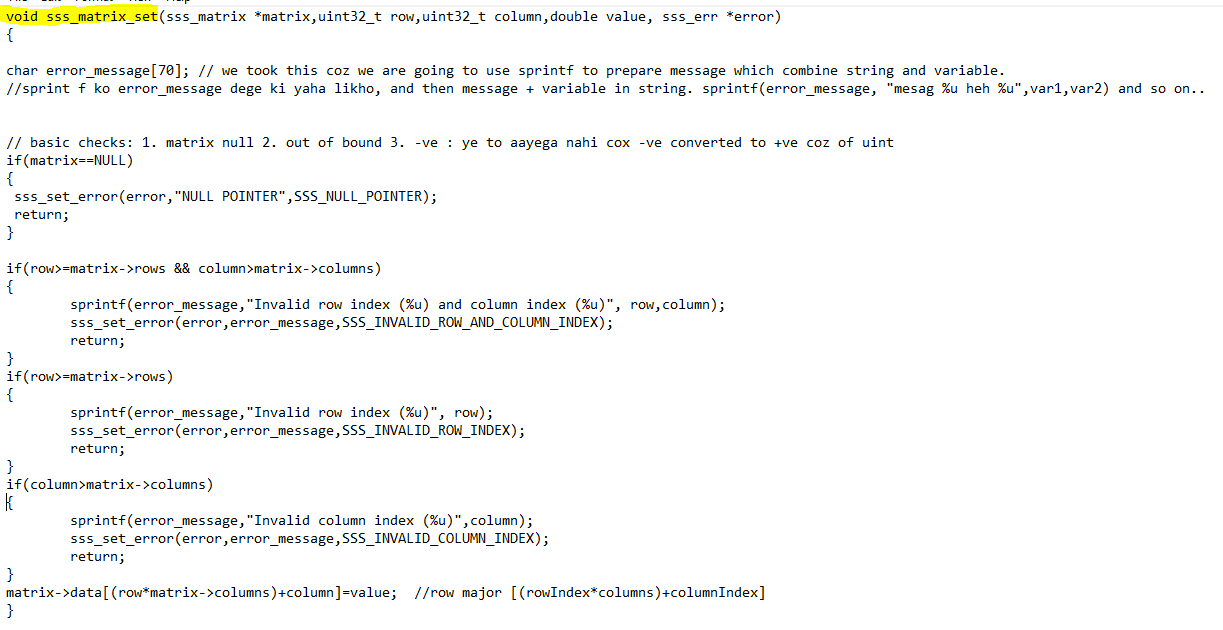 void sss_matrix_set(sss_matrix *matrix,uint32_t row,uint32_t column,double value, sss_err *error)
{
char error_message[70]; // we took this coz we are going to use sprintf to prepare message which combine string and variable.
//sprint f ko error_message dege ki yaha likho, and then message + variable in string. sprintf(error_message, "mesag %u heh %u",var1,var2) and so on..
// basic checks: 1. matrix null 2. out of bound 3. -ve : ye to aayega nahi cox -ve converted to +ve coz of uint
if(matrix==NULL)
{
sss_set_error(error,"NULL POINTER",SSS_NULL_POINTER);
return;
}
if(row>=matrix->rows && column>matrix->columns)
{
sprintf(error_message,"Invalid row index (%u) and column index (%u)", row,column);
sss_set_error(error,error_message,SSS_INVALID_ROW_AND_COLUMN_INDEX);
return;
}
if(row>=matrix->rows)
{
sprintf(error_message,"Invalid row index (%u)", row);
sss_set_error(error,error_message,SSS_INVALID_ROW_INDEX);
return;
}
if(column>matrix->columns)
{
sprintf(error_message,"Invalid column index (%u)",column);
sss_set_error(error,error_message,SSS_INVALID_COLUMN_INDEX);
return;
}
matrix->data[(row*matrix->columns)+column]=value;  //row major [(rowIndex*columns)+columnIndex]
}